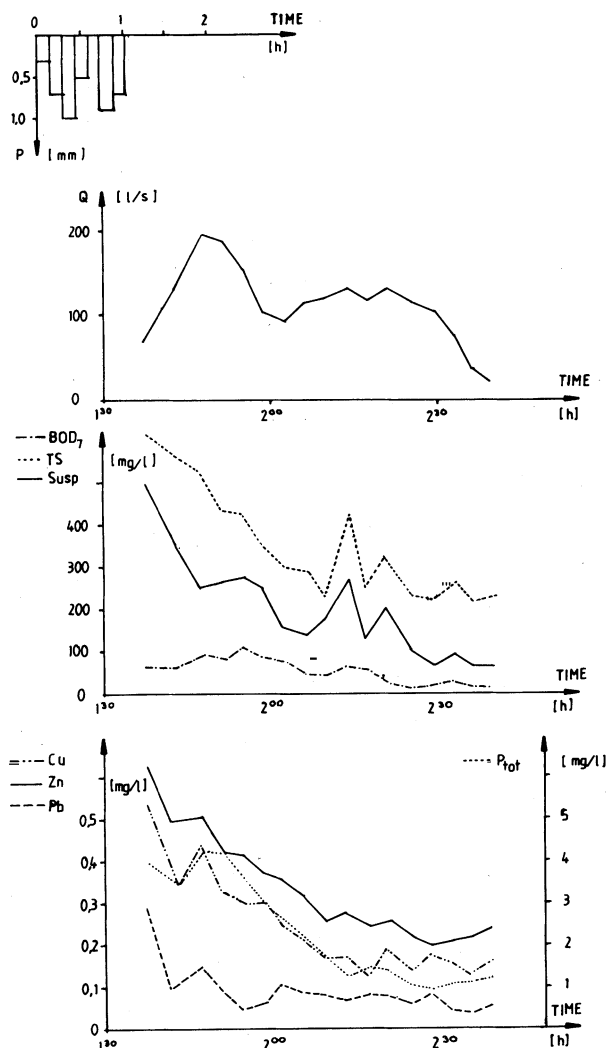 0 1 2 TIME
[h]
0,5
1,0
P [mm]
Q [l/s]
200
100
0
TIME
1³⁰ 2⁰⁰ 2³⁰ [h]
BOD₇
TS
Susp
[mg/l]
400
300
200
100
0
TIME
1³⁰ 2⁰⁰ 2³⁰ [h]
Cu
Zn
Pb
[mg/l]
P tot
[mg/l]
0,5 5
0,4 4
0,3 3
0,2 2
0,1 1
TIME
0
1³⁰ 2⁰⁰ 2³⁰ [h]